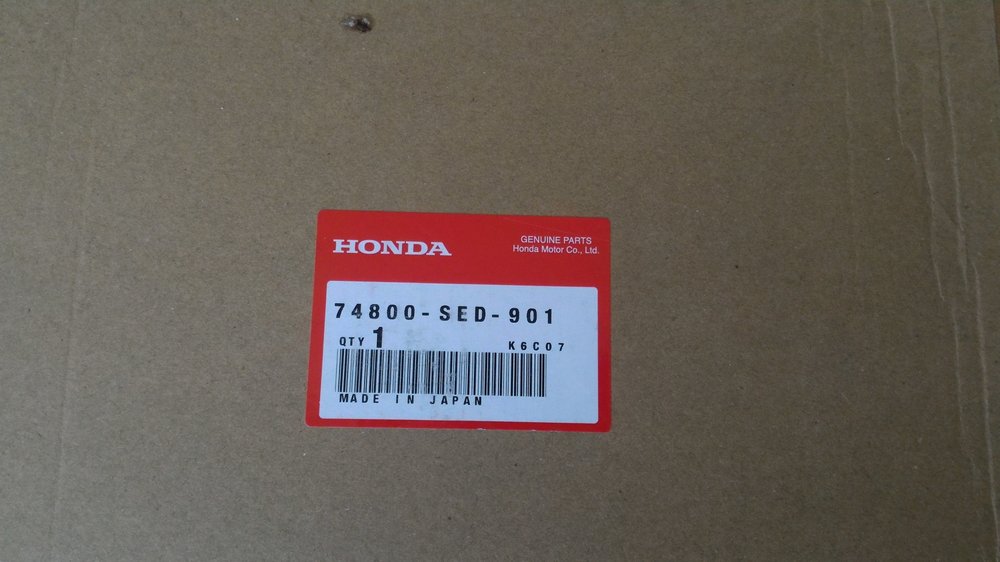 HONDA
GENUINE PARTS
Honda Motor Co., Ltd.
74800-SED-901
QTY 1
K6C07
MADE IN JAPAN